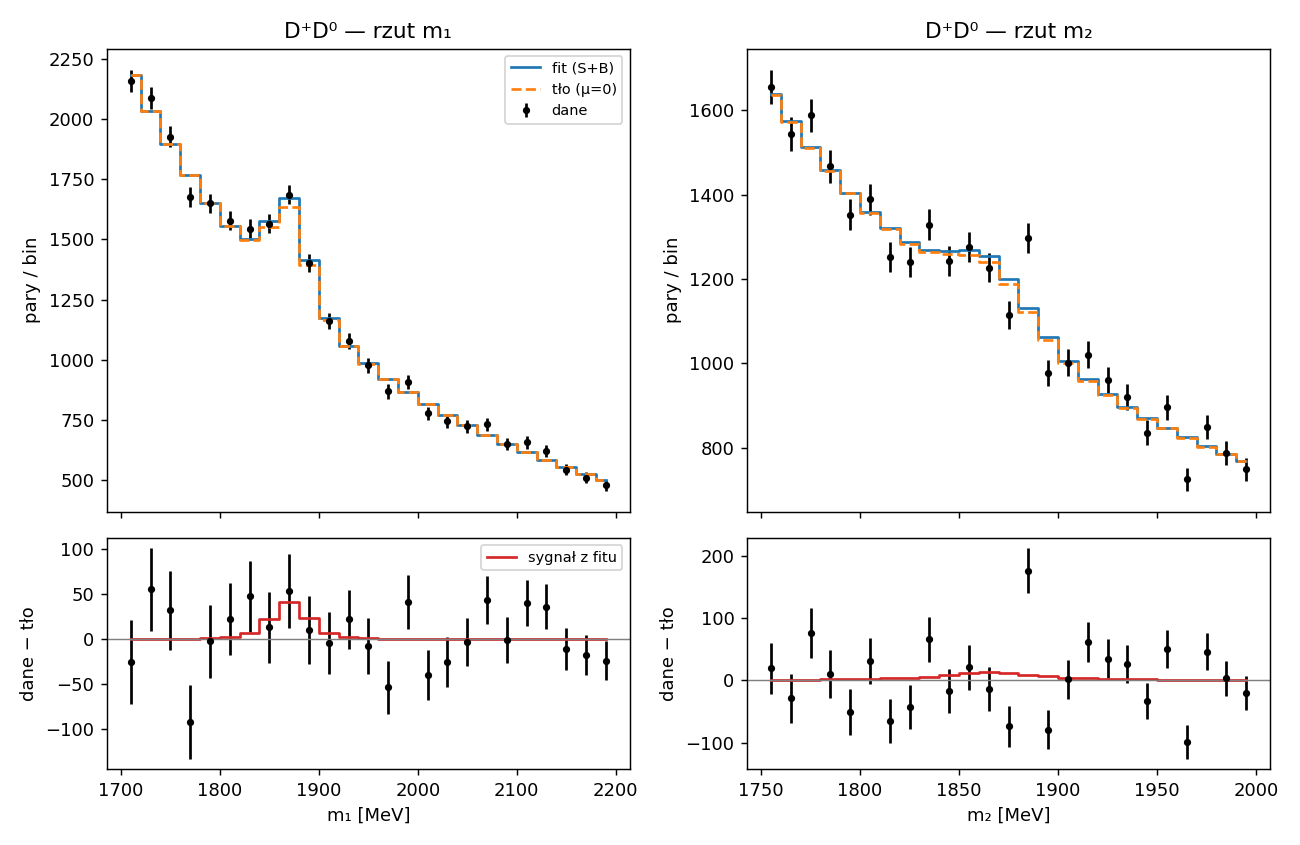 D⁺D⁰ — rzut m₁
pary / bin
2250
2000
1750
1500
1250
1000
750
500
fit (S+B)
tło (μ=0)
dane
D⁺D⁰ — rzut m₂
pary / bin
1600
1400
1200
1000
800
dane − tło
100
50
0
−50
−100
sygnał z fitu
1700 1800 1900 2000 2100 2200
m₁ [MeV]
dane − tło
200
100
0
−100
1750 1800 1850 1900 1950 2000
m₂ [MeV]